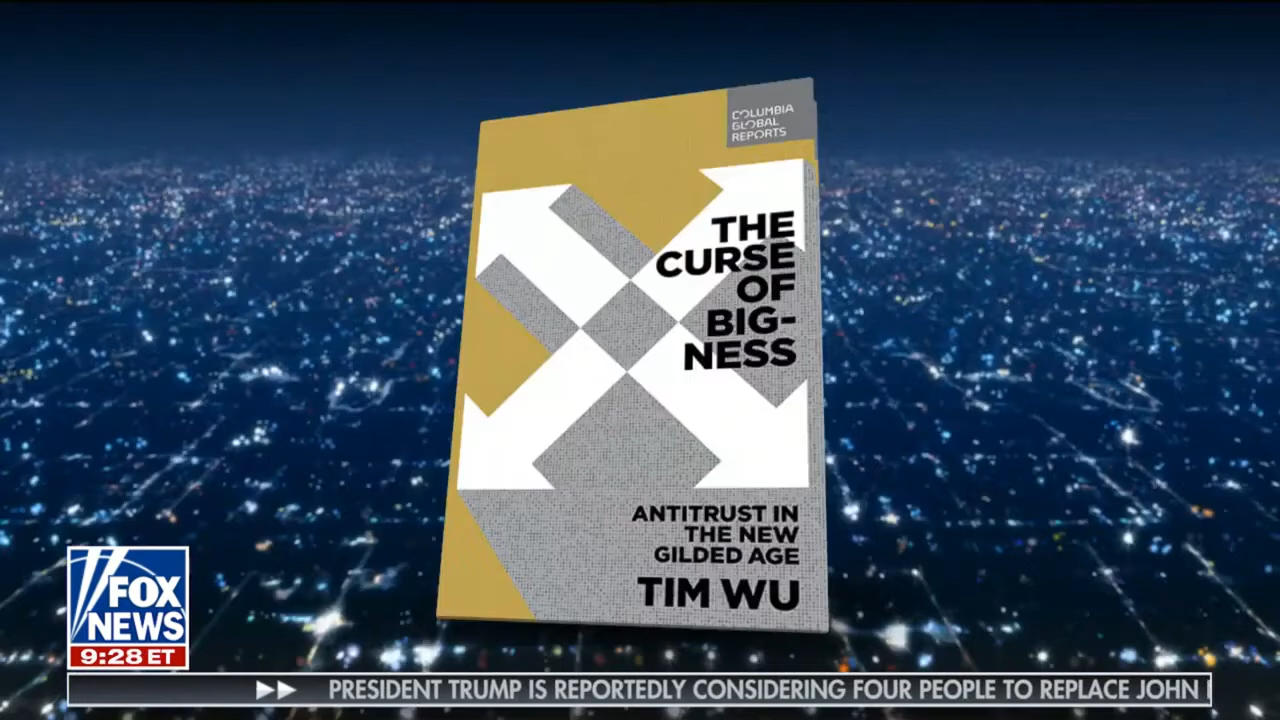 COLUMBIA
GLOBAL
REPORTS
THE
CURSE
OF
BIG-
NESS
ANTITRUST IN
THE NEW
GILDED AGE
TIM WU
FOX
NEWS
9:28 ET
PRESIDENT TRUMP IS REPORTEDLY CONSIDERING FOUR PEOPLE TO REPLACE JOHN